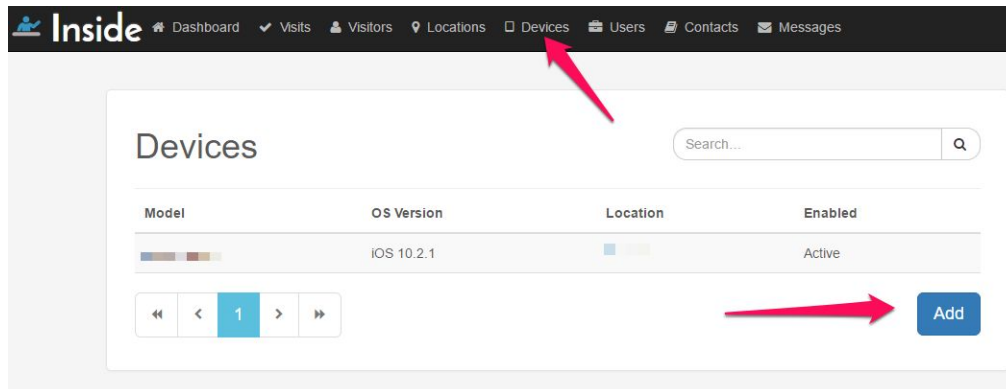 Inside Dashboard Visits Visitors Locations Devices Users Contacts Messages
Devices
Search...
Model OS Version Location Enabled
iOS 10.2.1 Active
1
Add